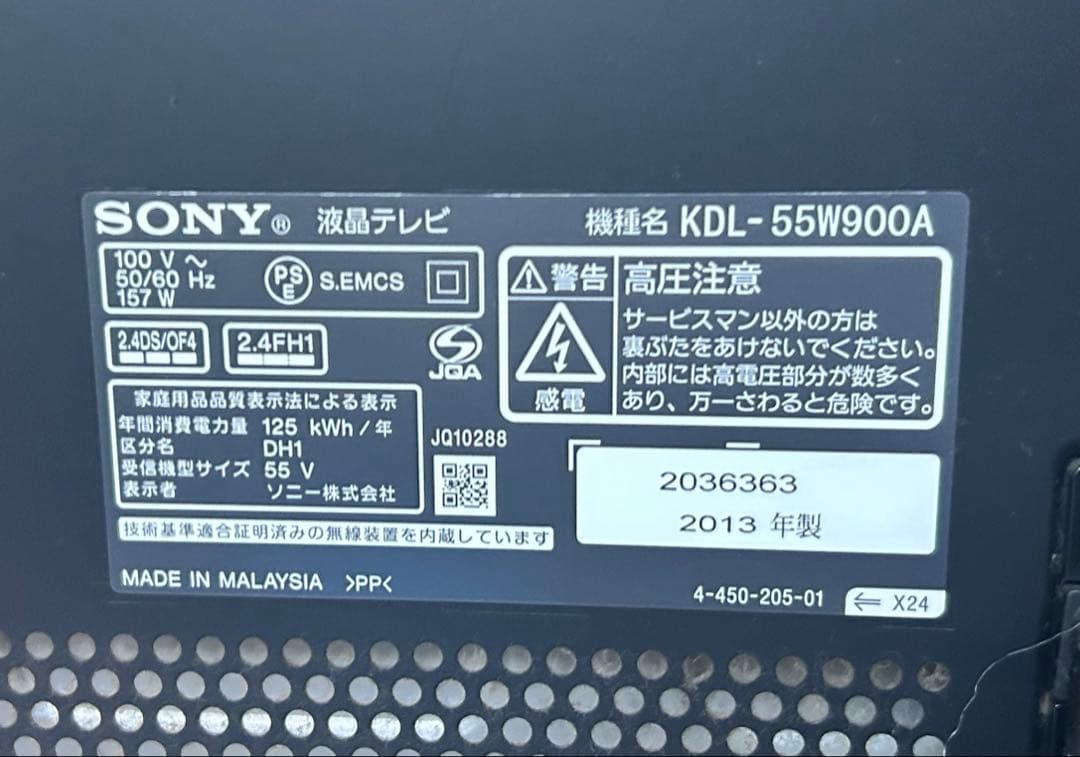 SONY® 液晶テレビ
機種名 KDL-55W900A
100 V ～
50/60 Hz
157 W
PS
E
S.EMCS
2.4DS/OF4
2.4FH1
JQA
警告
高圧注意
サービスマン以外の方は
裏ぶたをあけないでください。
内部には高電圧部分が数多く
あり、万一さわると危険です。
感電
家庭用品品質表示法による表示
年間消費電力量 125 kWh/年
区分名 DH1
受信機型サイズ 55 V
表示者 ソニー株式会社
JQ10288
2036363
2013 年製
技術基準適合証明済みの無線装置を内蔵しています
MADE IN MALAYSIA >PP<
4-450-205-01
⇐ X24